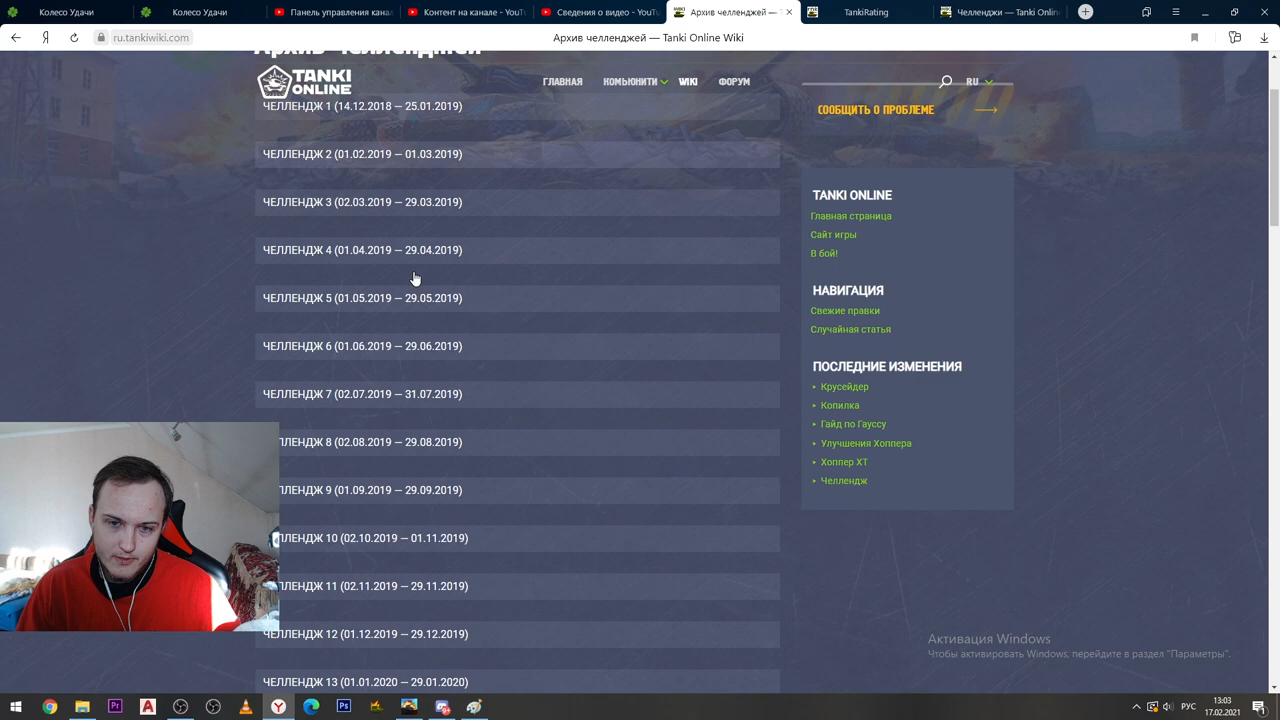 Колесо Удачи
Колесо Удачи
Панель управления кана
Контент на канале - YouT
Сведения о видео - YouTu
Архив челленджей —
TankiRating
Челленджи — Tanki Onlin
ru.tankiwiki.com
Архив челленджей — Tanki Online Wiki
Архив челленджей
TANKI ONLINE
ГЛАВНАЯ
КОМЬЮНИТИ
WIKI
ФОРУМ
RU
СООБЩИТЬ О ПРОБЛЕМЕ
ЧЕЛЛЕНДЖ 1 (14.12.2018 — 25.01.2019)
ЧЕЛЛЕНДЖ 2 (01.02.2019 — 01.03.2019)
ЧЕЛЛЕНДЖ 3 (02.03.2019 — 29.03.2019)
ЧЕЛЛЕНДЖ 4 (01.04.2019 — 29.04.2019)
ЧЕЛЛЕНДЖ 5 (01.05.2019 — 29.05.2019)
ЧЕЛЛЕНДЖ 6 (01.06.2019 — 29.06.2019)
ЧЕЛЛЕНДЖ 7 (02.07.2019 — 31.07.2019)
ЛЛЕНДЖ 8 (02.08.2019 — 29.08.2019)
ЛЛЕНДЖ 9 (01.09.2019 — 29.09.2019)
ЛЛЕНДЖ 10 (02.10.2019 — 01.11.2019)
ЛЛЕНДЖ 11 (02.11.2019 — 29.11.2019)
ЧЕЛЛЕНДЖ 12 (01.12.2019 — 29.12.2019)
ЧЕЛЛЕНДЖ 13 (01.01.2020 — 29.01.2020)
TANKI ONLINE
Главная страница
Сайт игры
В бой!
НАВИГАЦИЯ
Свежие правки
Случайная статья
ПОСЛЕДНИЕ ИЗМЕНЕНИЯ
Крусейдер
Копилка
Гайд по Гауссу
Улучшения Хоппера
Хоппер ХТ
Челлендж
Активация Windows
Чтобы активировать Windows, перейдите в раздел "Параметры".
РУС
13:03
17.02.2021